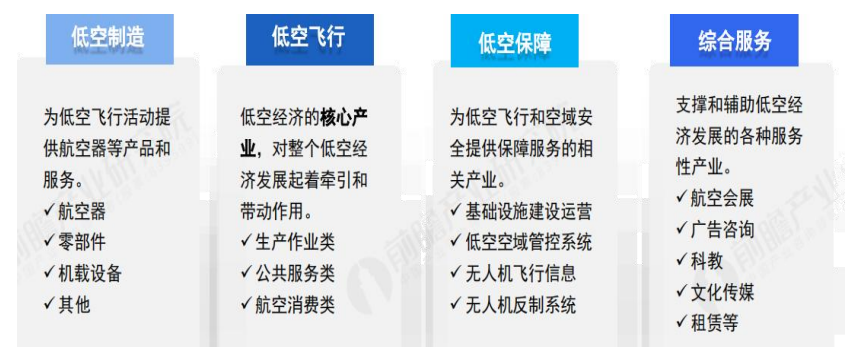 低空制造
为低空飞行活动提
供航空器等产品和
服务。
✓航空器
✓零部件
✓机载设备
✓其他
低空飞行
低空经济的核心产
业，对整个低空经
济发展起着牵引和
带动作用。
✓生产作业类
✓公共服务类
✓航空消费类
低空保障
为低空飞行和空域安
全提供保障服务的相
关产业。
✓基础设施建设运营
✓低空空域管控系统
✓无人机飞行信息
✓无人机反制系统
综合服务
支撑和辅助低空经
济发展的各种服务
性产业。
✓航空会展
✓广告咨询
✓科教
✓文化传媒
✓租赁等